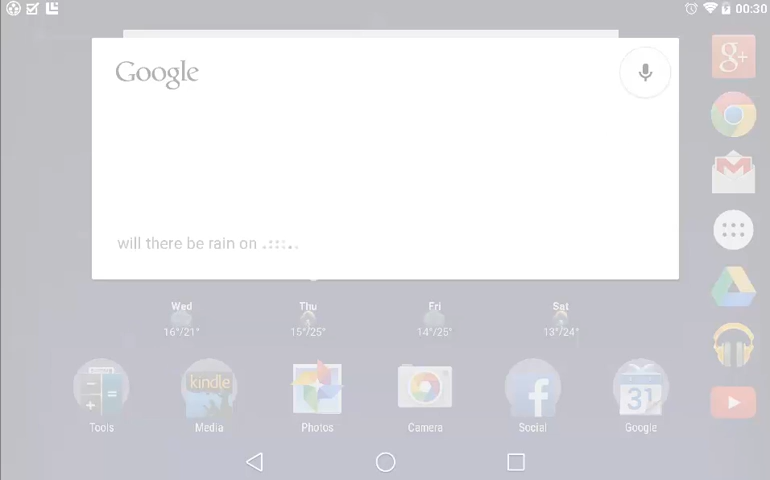 00:30
Google
g+
will there be rain on
Wed Thu Fri Sat
16°/21° 15°/25° 14°/25° 13°/24°
kindle
31
Tools Media Photos Camera Social Google